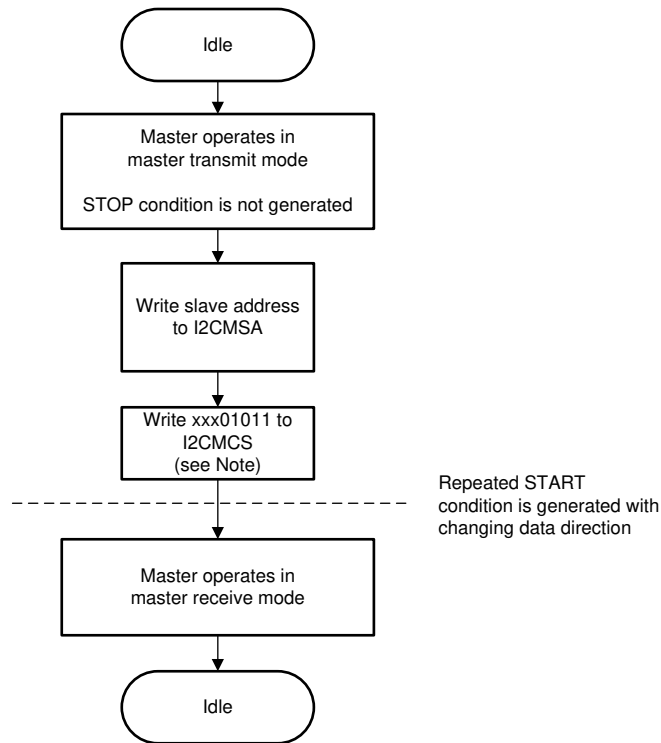 Idle
Master operates in
master transmit mode
STOP condition is not generated
Write slave address
to I2CMSA
Write xxx01011 to
I2CMCS
(see Note)
Repeated START
condition is generated with
changing data direction
Master operates in
master receive mode
Idle